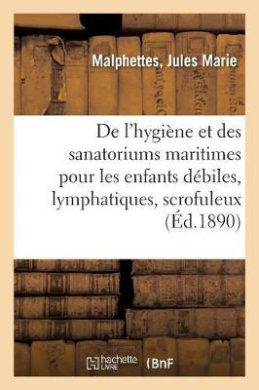 Malphettes, Jules Marie
De l'hygiène et des
sanatoriums maritimes
pour les enfants débiles,
lymphatiques, scrofuleux
(Éd.1890)
hachette
LIVRE
{BnF